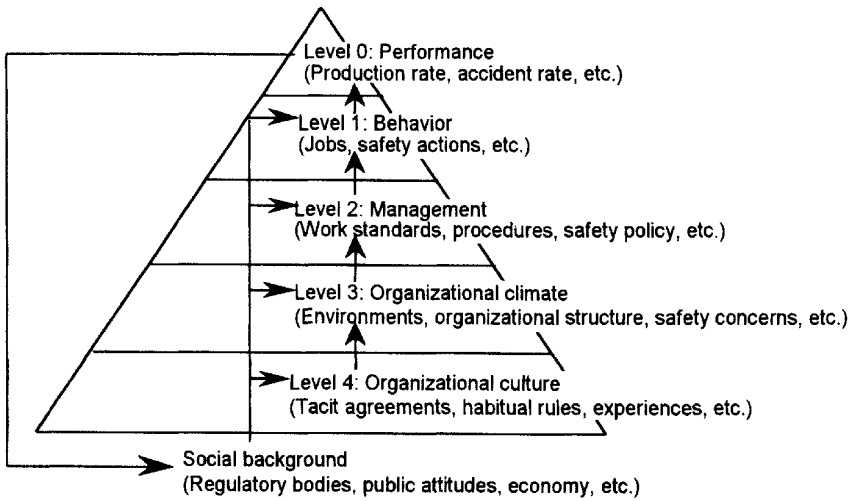 Level 0: Performance
(Production rate, accident rate, etc.)
Level 1: Behavior
(Jobs, safety actions, etc.)
Level 2: Management
(Work standards, procedures, safety policy, etc.)
Level 3: Organizational climate
(Environments, organizational structure, safety concerns, etc.)
Level 4: Organizational culture
(Tacit agreements, habitual rules, experiences, etc.)
Social background
(Regulatory bodies, public attitudes, economy, etc.)